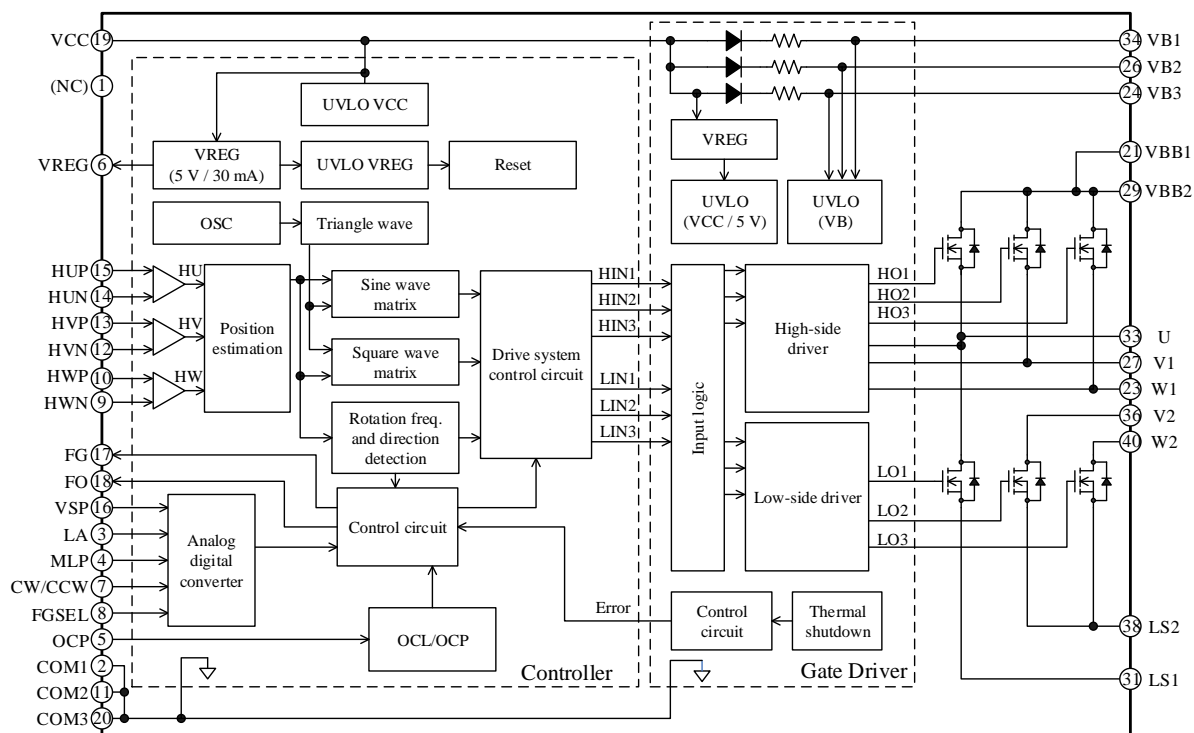 VCC 19
34 VB1
(NC) 1
26 VB2
24 VB3
UVLO VCC
VREG
VREG 6
VREG
(5 V / 30 mA)
UVLO VREG
Reset
21 VBB1
29 VBB2
UVLO
(VCC / 5 V)
UVLO
(VB)
OSC
Triangle wave
HUP 15
HUN 14
HVP 13
HVN 12
HWP 10
HWN 9
HU
HV
HW
Position
estimation
Sine wave
matrix
Square wave
matrix
Rotation freq.
and direction
detection
Drive system
control circuit
HIN1
HIN2
HIN3
LIN1
LIN2
LIN3
Input logic
High-side
driver
HO1
HO2
HO3
33 U
27 V1
23 W1
36 V2
40 W2
Low-side driver
LO1
LO2
LO3
FG 17
FO 18
VSP 16
LA 3
MLP 4
CW/CCW 7
FGSEL 8
OCP 5
COM1 2
COM2 11
COM3 20
Analog
digital
converter
Control circuit
OCL/OCP
Error
Control
circuit
Thermal
shutdown
38 LS2
31 LS1
Controller
Gate Driver